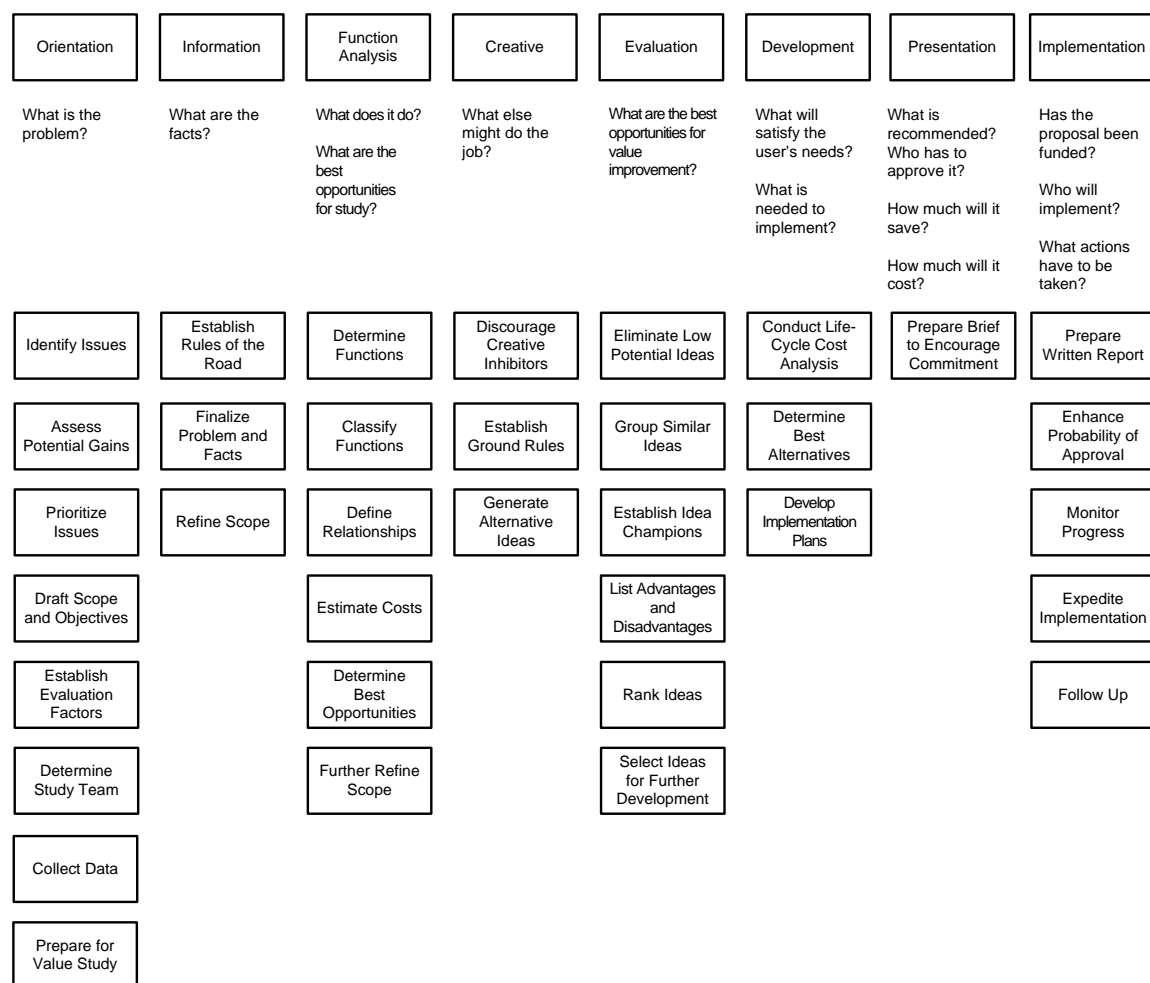 Orientation
Information
Function
Analysis
Creative
Evaluation
Development
Presentation
Implementation
What is the
problem?
What are the
facts?
What does it do?
What are the
best
opportunities
for study?
What else
might do the
job?
What are the best
opportunities for
value
improvement?
What will
satisfy the
user's needs?
What is
needed to
implement?
What is
recommended?
Who has to
approve it?
How much will it
save?
How much will it
cost?
Has the
proposal been
funded?
Who will
implement?
What actions
have to be
taken?
Identify Issues
Establish
Rules of the
Road
Determine
Functions
Discourage
Creative
Inhibitors
Eliminate Low
Potential Ideas
Conduct Life-
Cycle Cost
Analysis
Prepare Brief
to Encourage
Commitment
Prepare
Written Report
Assess
Potential Gains
Finalize
Problem and
Facts
Classify
Functions
Establish
Ground Rules
Group Similar
Ideas
Determine
Best
Alternatives
Enhance
Probability of
Approval
Prioritize
Issues
Refine Scope
Define
Relationships
Generate
Alternative
Ideas
Establish Idea
Champions
Develop
Implementation
Plans
Monitor
Progress
Draft Scope
and Objectives
Estimate Costs
List Advantages
and
Disadvantages
Expedite
Implementation
Establish
Evaluation
Factors
Determine
Best
Opportunities
Rank Ideas
Follow Up
Determine
Study Team
Further Refine
Scope
Select Ideas
for Further
Development
Collect Data
Prepare for
Value Study